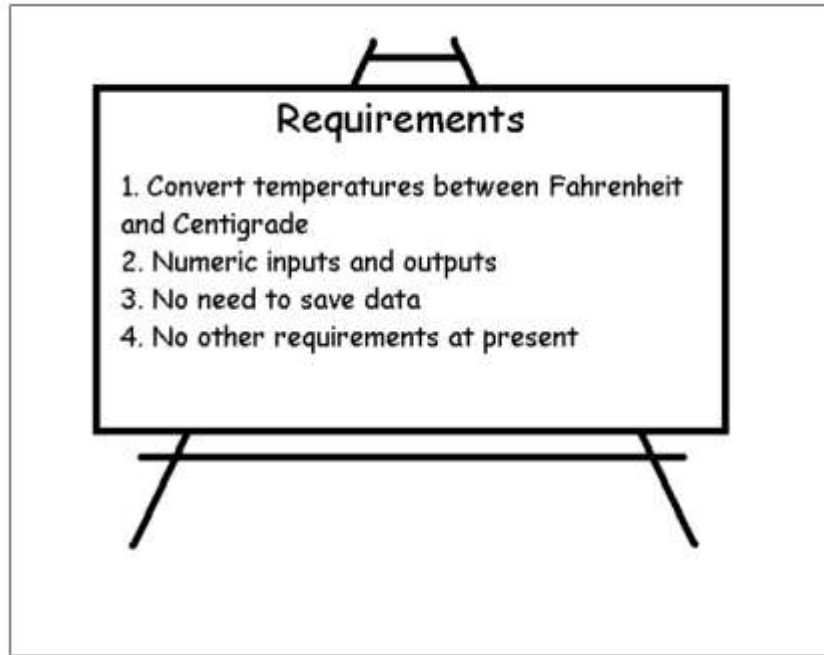 Requirements
1. Convert temperatures between Fahrenheit
and Centigrade
2. Numeric inputs and outputs
3. No need to save data
4. No other requirements at present